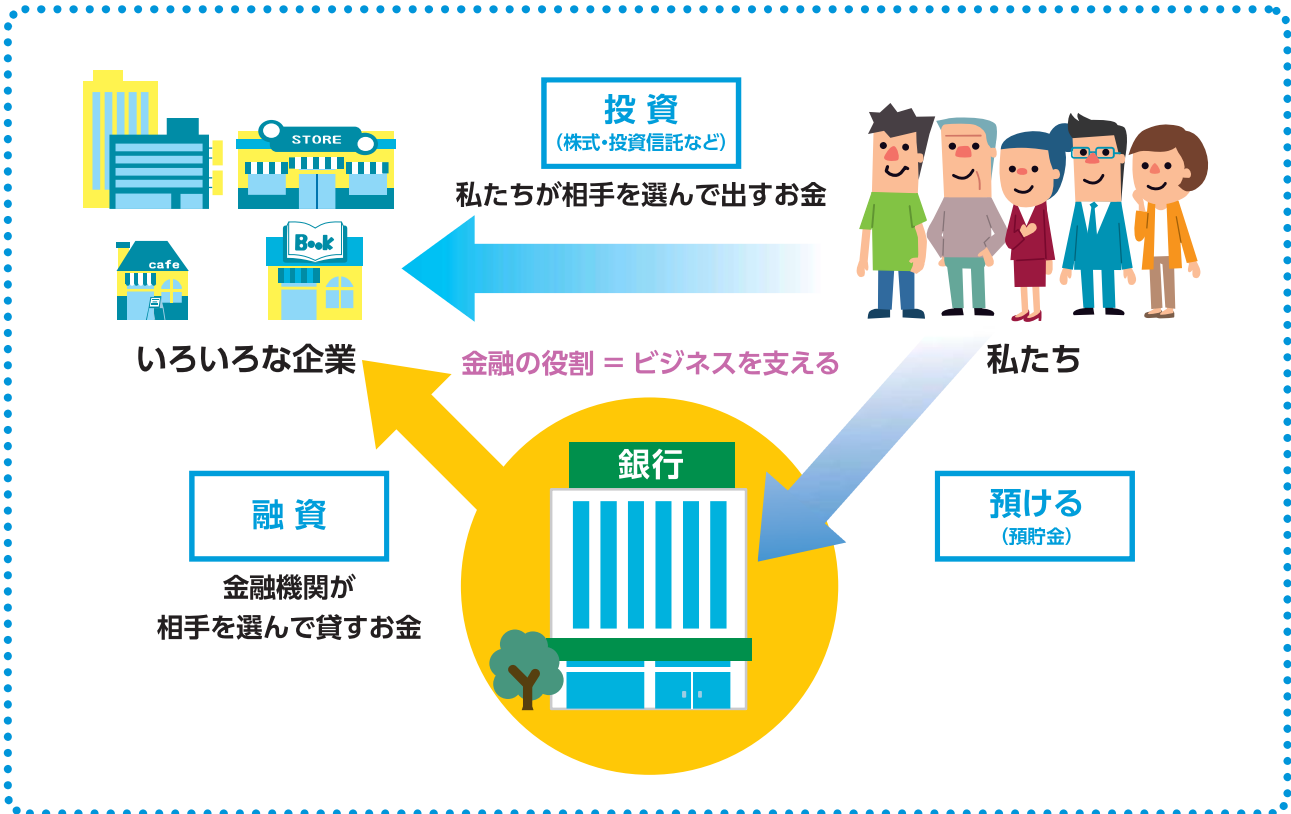 投資
(株式・投資信託など)
私たちが相手を選んで出すお金
STORE
Book
cafe
いろいろな企業
金融の役割 = ビジネスを支える
私たち
銀行
融資
金融機関が
相手を選んで貸すお金
預ける
(預貯金)